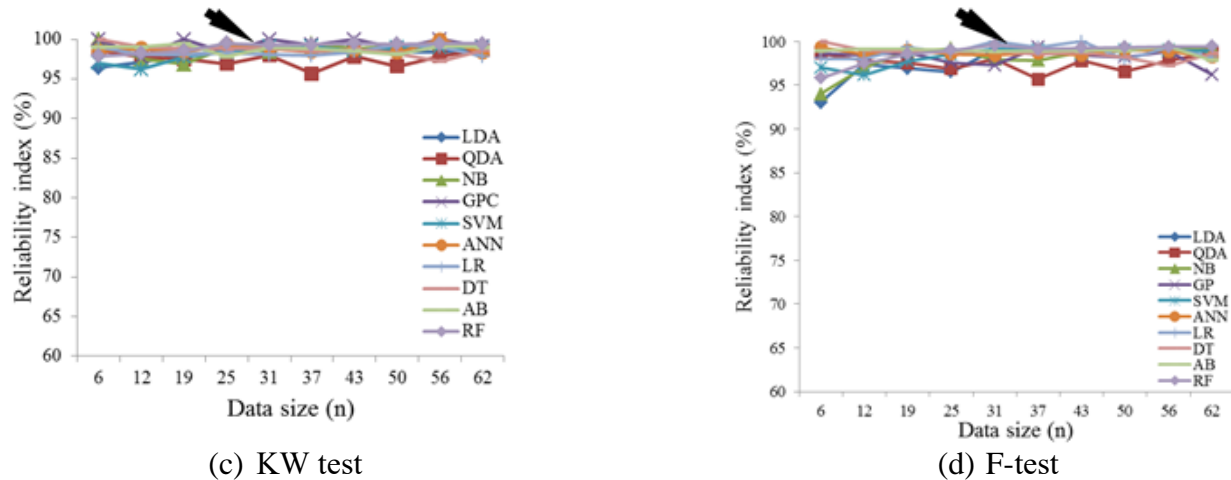 Reliability index (%)
100
95
90
85
80
75
70
65
60
LDA
QDA
NB
GPC
SVM
ANN
LR
DT
AB
RF
6 12 19 25 31 37 43 50 56 62
Data size (n)
(c) KW test
Reliability index (%)
100
95
90
85
80
75
70
65
60
LDA
QDA
NB
GP
SVM
ANN
LR
DT
AB
RF
6 12 19 25 31 37 43 50 56 62
Data size (n)
(d) F-test